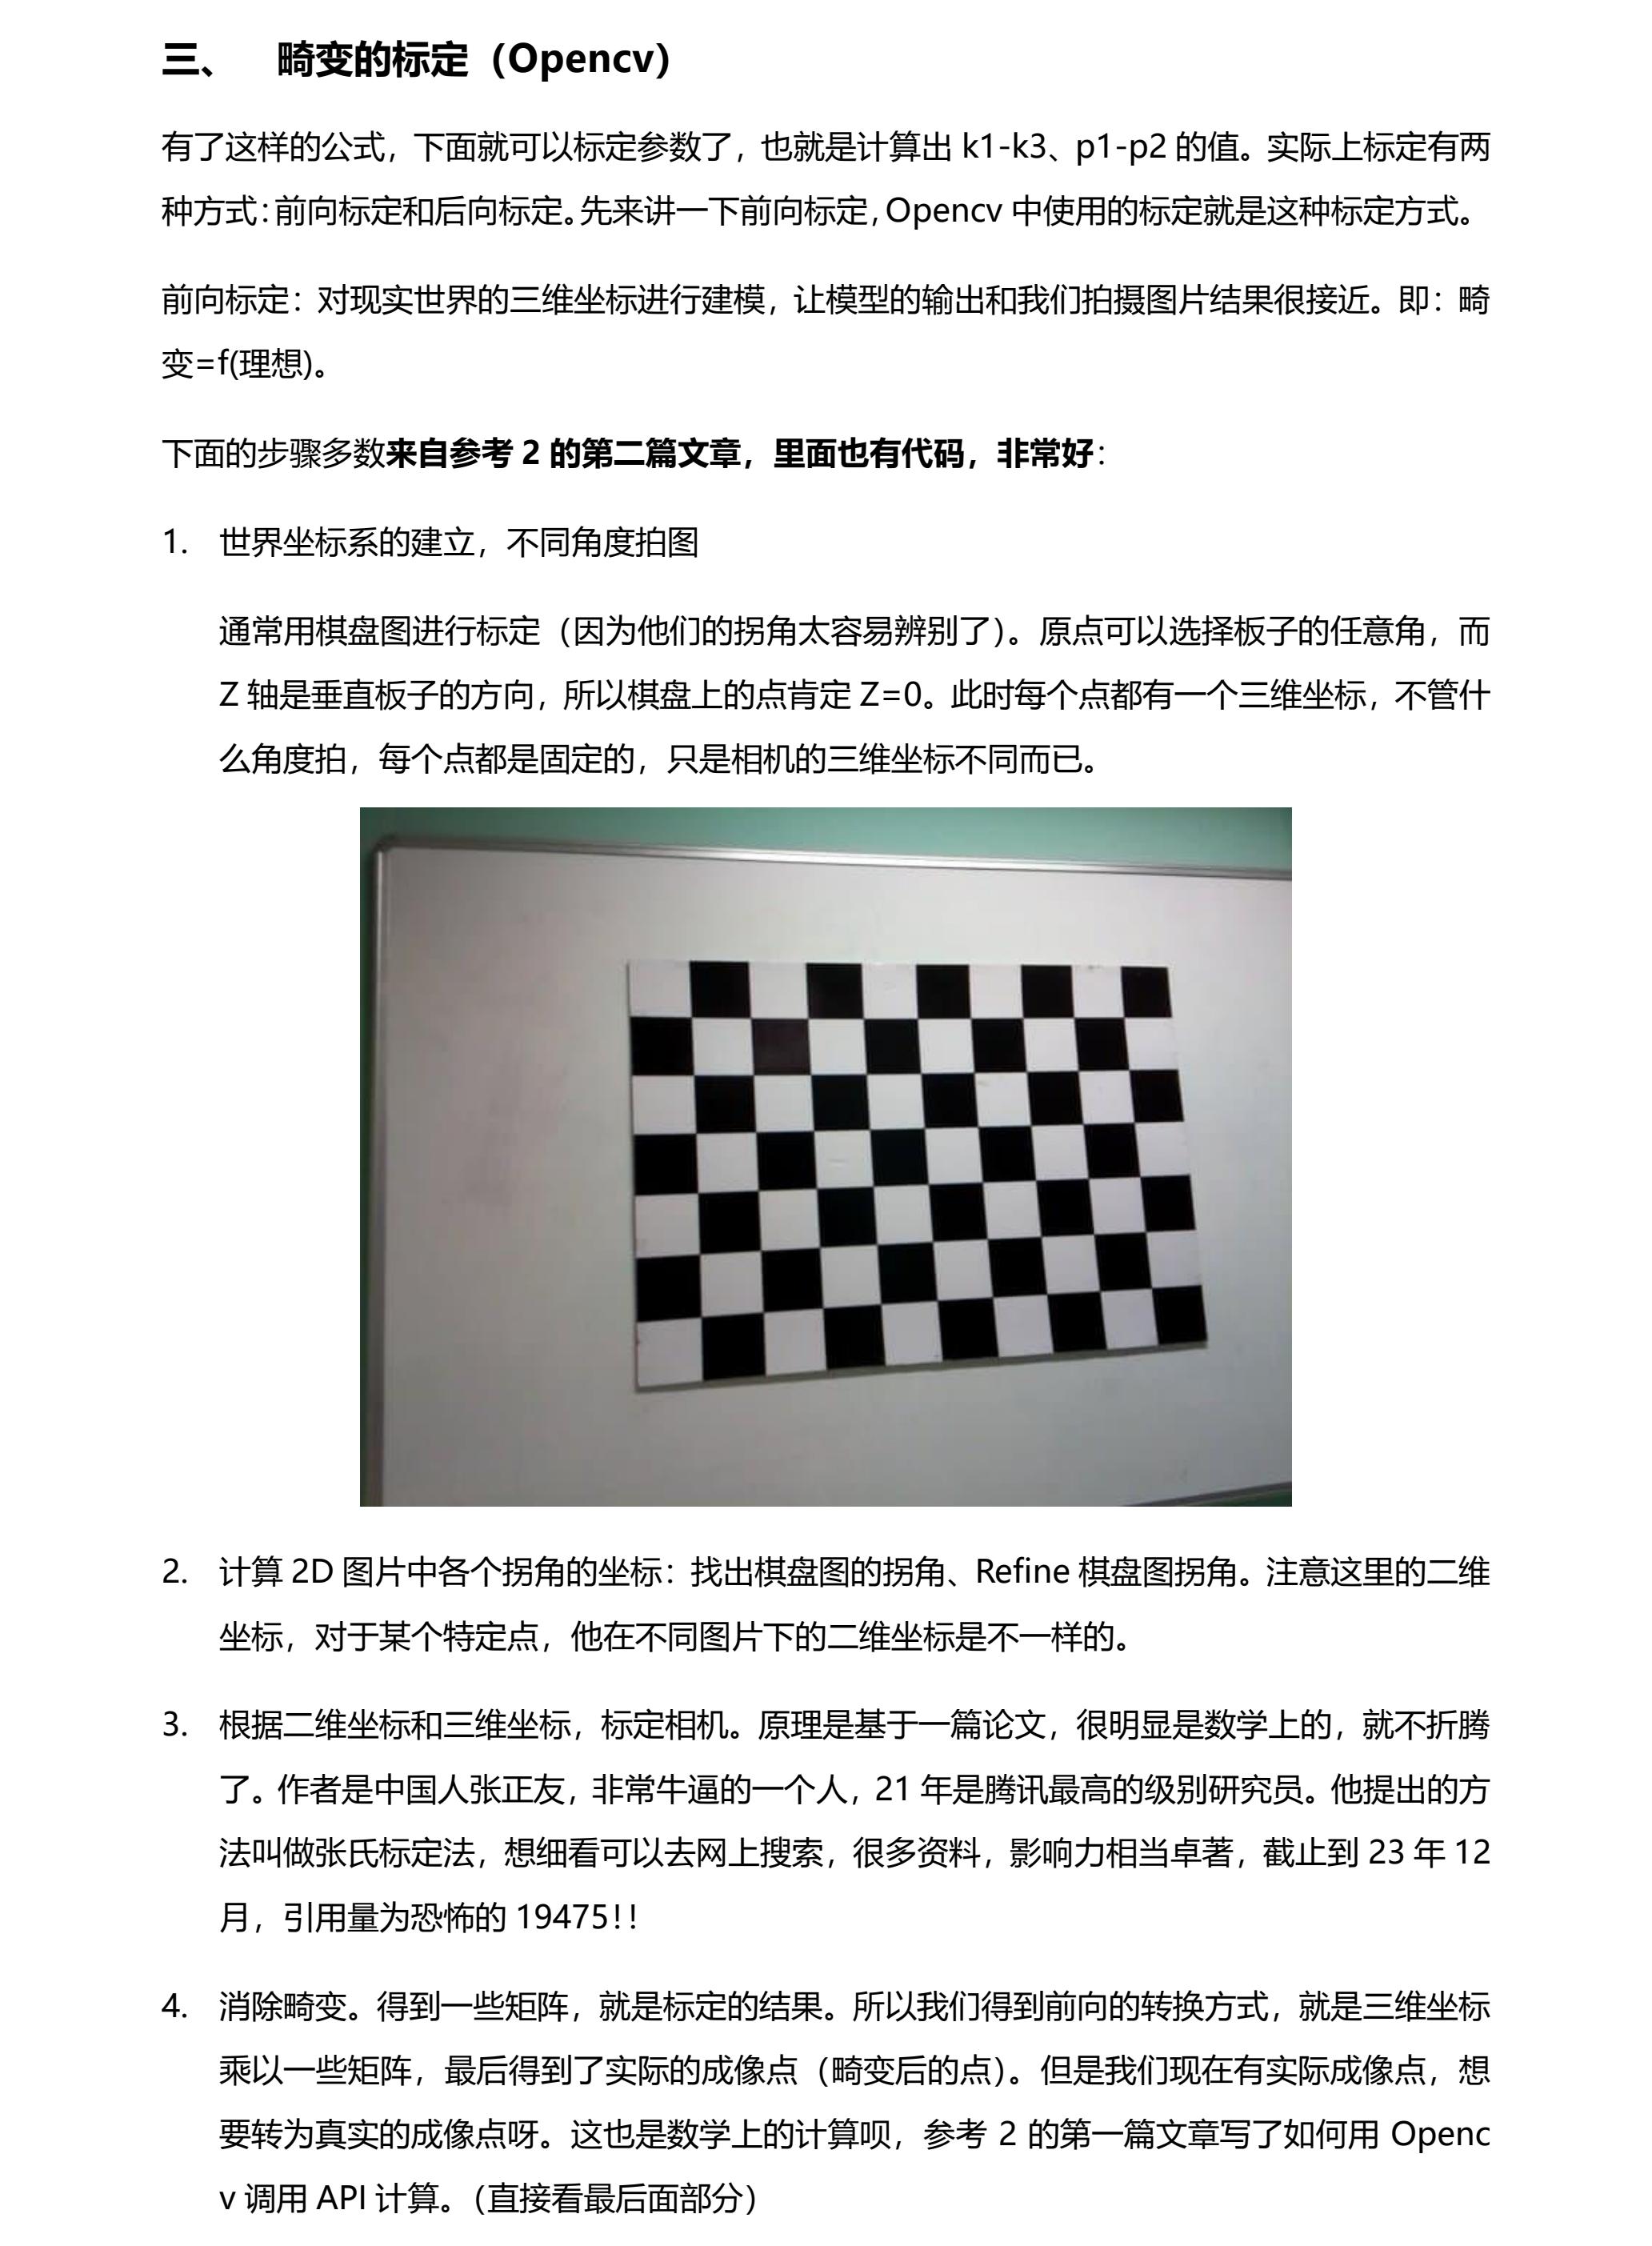 三、 畸变的标定（Opencv）
有了这样的公式，下面就可以标定参数了，也就是计算出 k1-k3、p1-p2 的值。实际上标定有两
种方式：前向标定和后向标定。先来讲一下前向标定，Opencv 中使用的标定就是这种标定方式。
前向标定：对现实世界的三维坐标进行建模，让模型的输出和我们拍摄图片结果很接近。即：畸
变=f(理想)。
下面的步骤多数来自参考 2 的第二篇文章，里面也有代码，非常好：
1. 世界坐标系的建立，不同角度拍图
通常用棋盘图进行标定（因为他们的拐角太容易辨别了）。原点可以选择板子的任意角，而
Z 轴是垂直板子的方向，所以棋盘上的点肯定 Z=0。此时每个点都有一个三维坐标，不管什
么角度拍，每个点都是固定的，只是相机的三维坐标不同而已。
2. 计算 2D 图片中各个拐角的坐标：找出棋盘图的拐角、Refine 棋盘图拐角。注意这里的二维
坐标，对于某个特定点，他在不同图片下的二维坐标是不一样的。
3. 根据二维坐标和三维坐标，标定相机。原理是基于一篇论文，很明显是数学上的，就不折腾
了。作者是中国人张正友，非常牛逼的一个人，21 年是腾讯最高的级别研究员。他提出的方
法叫做张氏标定法，想细看可以去网上搜索，很多资料，影响力相当卓著，截止到 23 年 12
月，引用量为恐怖的 19475！！
4. 消除畸变。得到一些矩阵，就是标定的结果。所以我们得到前向的转换方式，就是三维坐标
乘以一些矩阵，最后得到了实际的成像点（畸变后的点）。但是我们现在有实际成像点，想
要转为真实的成像点呀。这也是数学上的计算呗，参考 2 的第一篇文章写了如何用 Openc
v 调用 API 计算。（直接看最后面部分）